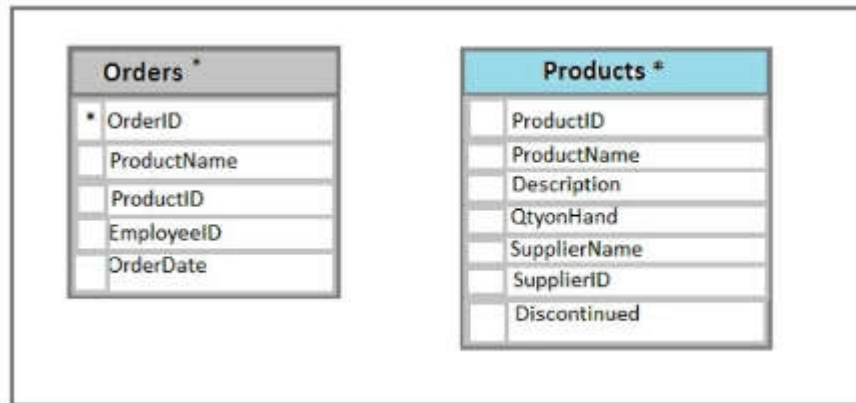 Orders *
* OrderID
ProductName
ProductID
EmployeeID
OrderDate
Products *
ProductID
ProductName
Description
QtyonHand
SupplierName
SupplierID
Discontinued